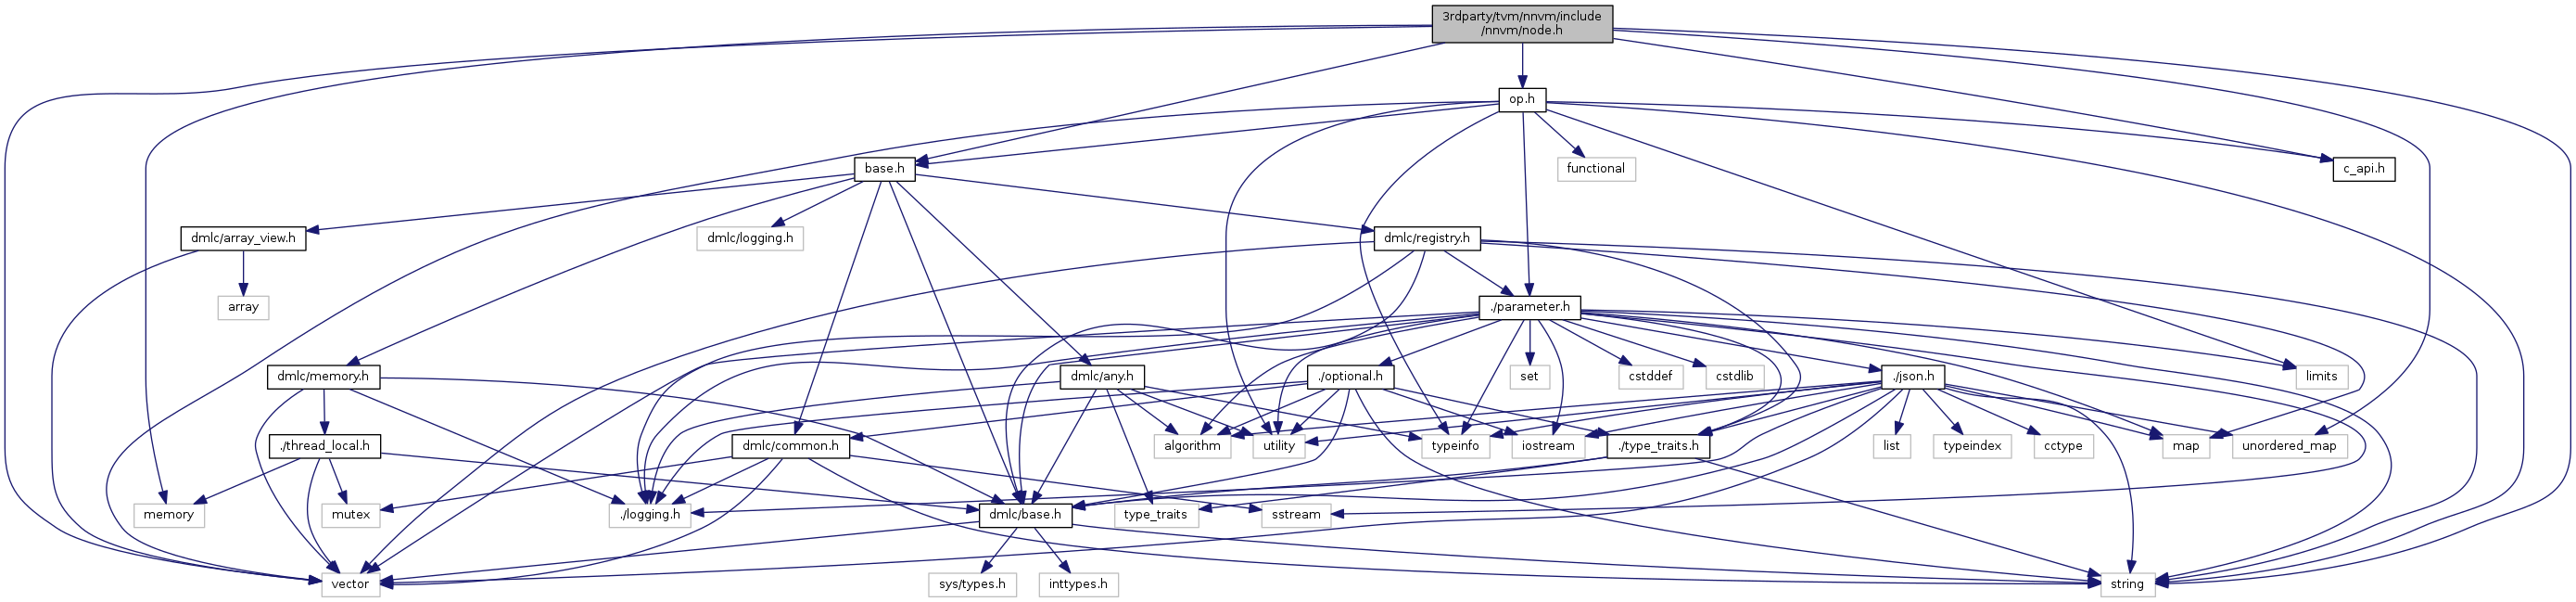 3rdparty/tvm/nnvm/include
/nnvm/node.h
op.h
base.h
functional
c_api.h
dmlc/array_view.h
dmlc/logging.h
dmlc/registry.h
array
./parameter.h
dmlc/memory.h
dmlc/any.h
./optional.h
set
cstddef
cstdlib
./json.h
limits
./thread_local.h
dmlc/common.h
algorithm
utility
typeinfo
iostream
./type_traits.h
list
typeindex
cctype
map
unordered_map
memory
mutex
./logging.h
dmlc/base.h
type_traits
sstream
vector
sys/types.h
inttypes.h
string